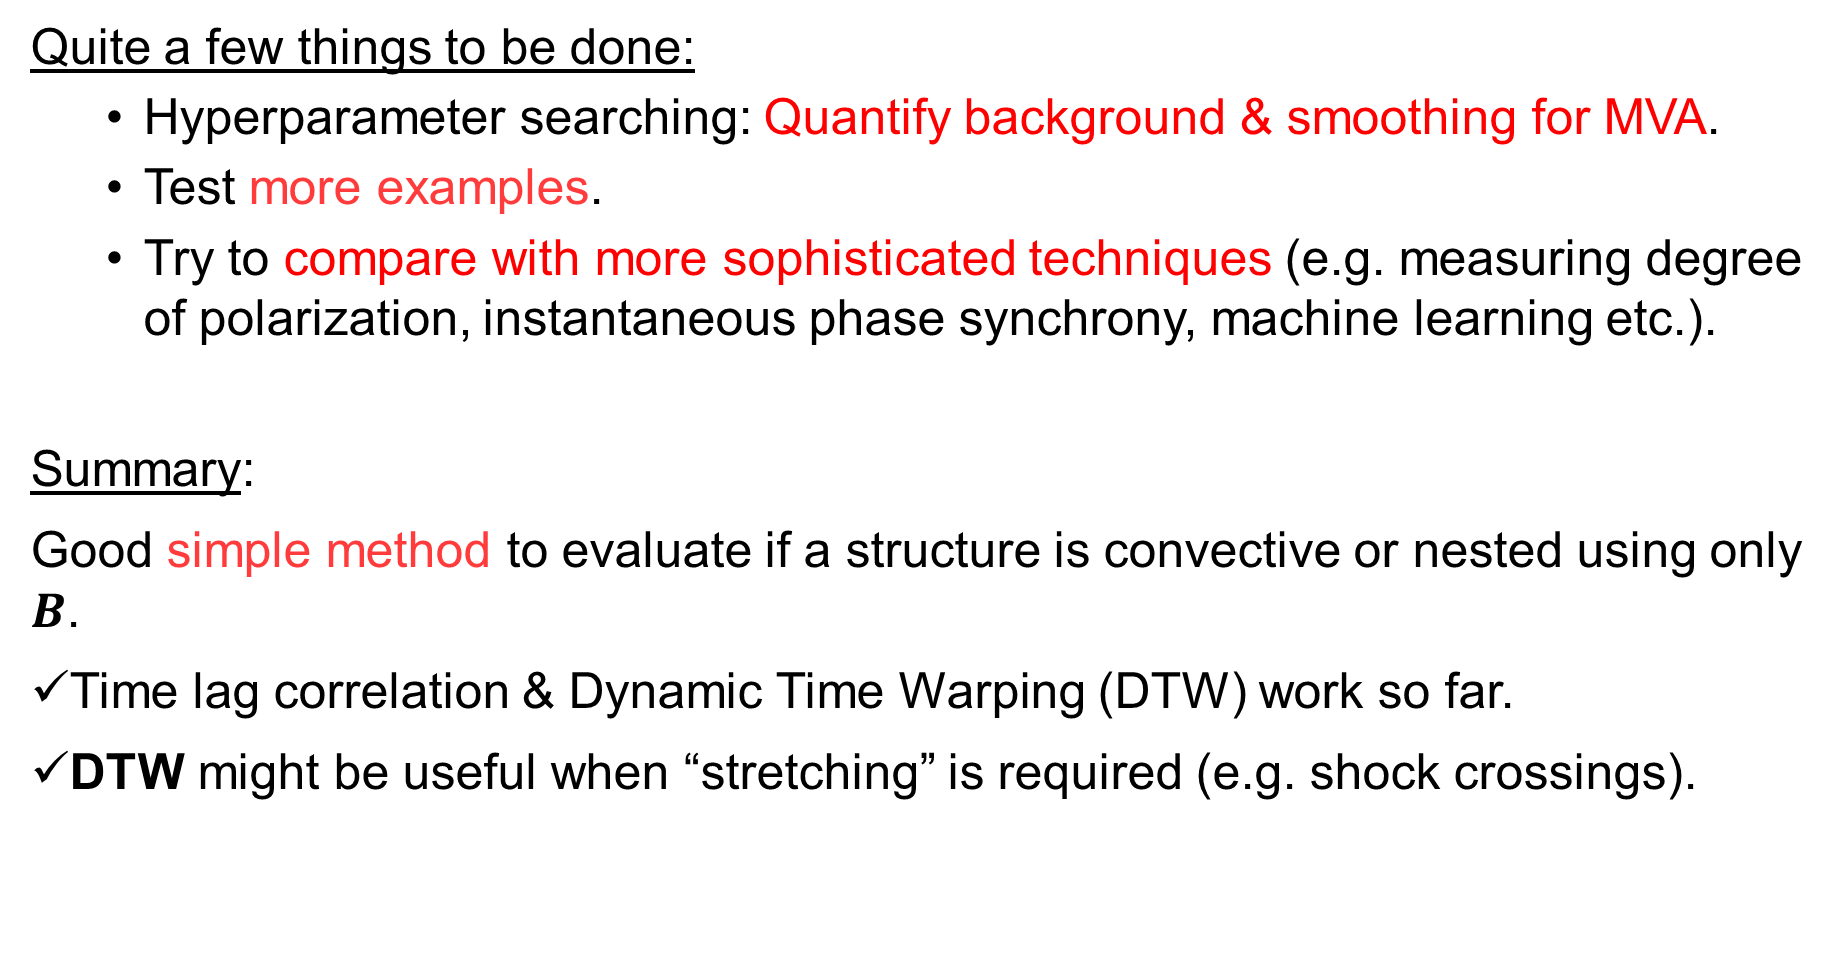 Quite a few things to be done:
• Hyperparameter searching: Quantify background & smoothing for MVA.
• Test more examples.
• Try to compare with more sophisticated techniques (e.g. measuring degree
of polarization, instantaneous phase synchrony, machine learning etc.).
Summary:
Good simple method to evaluate if a structure is convective or nested using only
B.
✓Time lag correlation & Dynamic Time Warping (DTW) work so far.
✓DTW might be useful when “stretching” is required (e.g. shock crossings).